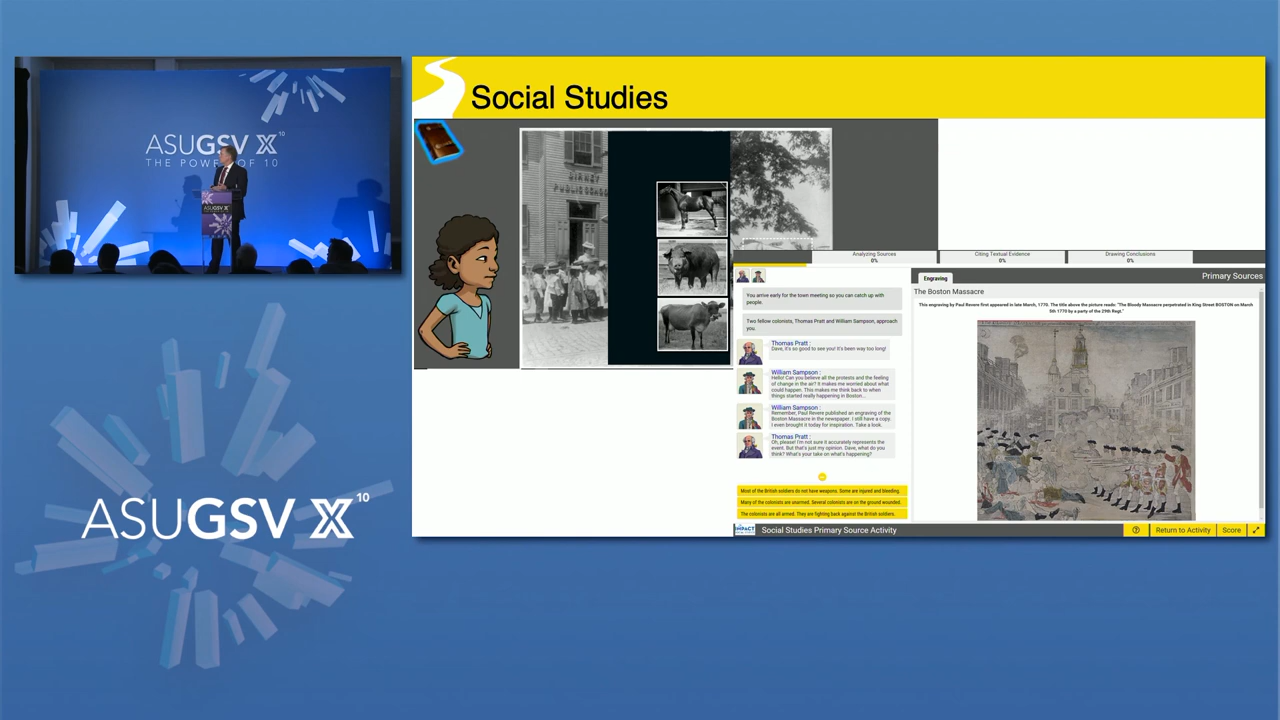 ASUGSV X10
THE POWER OF 10
ASUGSV
Social Studies
PUBLIC
Analyzing Sources
0%
Citing Textual Evidence
0%
Drawing Conclusions
0%
Engraving
Primary Sources
You arrive early for the town meeting so you can catch up with
people.
Two fellow colonists, Thomas Pratt and William Sampson, approach
you.
Thomas Pratt :
Dave, it's so good to see you! It's been way too long!
William Sampson :
Hello! Can you believe all the protests and the feeling
of change in the air? It makes me worried about what
could happen. This makes me think back to when
things started really happening in Boston...
William Sampson :
Remember, Paul Revere published an engraving of the
Boston Massacre in the newspaper. I still have a copy.
I even brought it today for inspiration. Take a look.
Thomas Pratt :
Oh, please! I'm not sure it accurately represents the
event. But that's just my opinion. Dave, what do you
think? What's your take on what's happening?
Most of the British soldiers do not have weapons. Some are injured and bleeding.
Many of the colonists are unarmed. Several colonists are on the ground wounded.
The colonists are all armed. They are fighting back against the British soldiers.
The Boston Massacre
This engraving by Paul Revere first appeared in late March, 1770. The title above the picture reads: "The Bloody Massacre perpetrated in King Street BOSTON on March
5th 1770 by a party of the 29th Regt."
IMPACT
Social Studies Primary Source Activity
?
Return to Activity
Score
ASUGSV X10